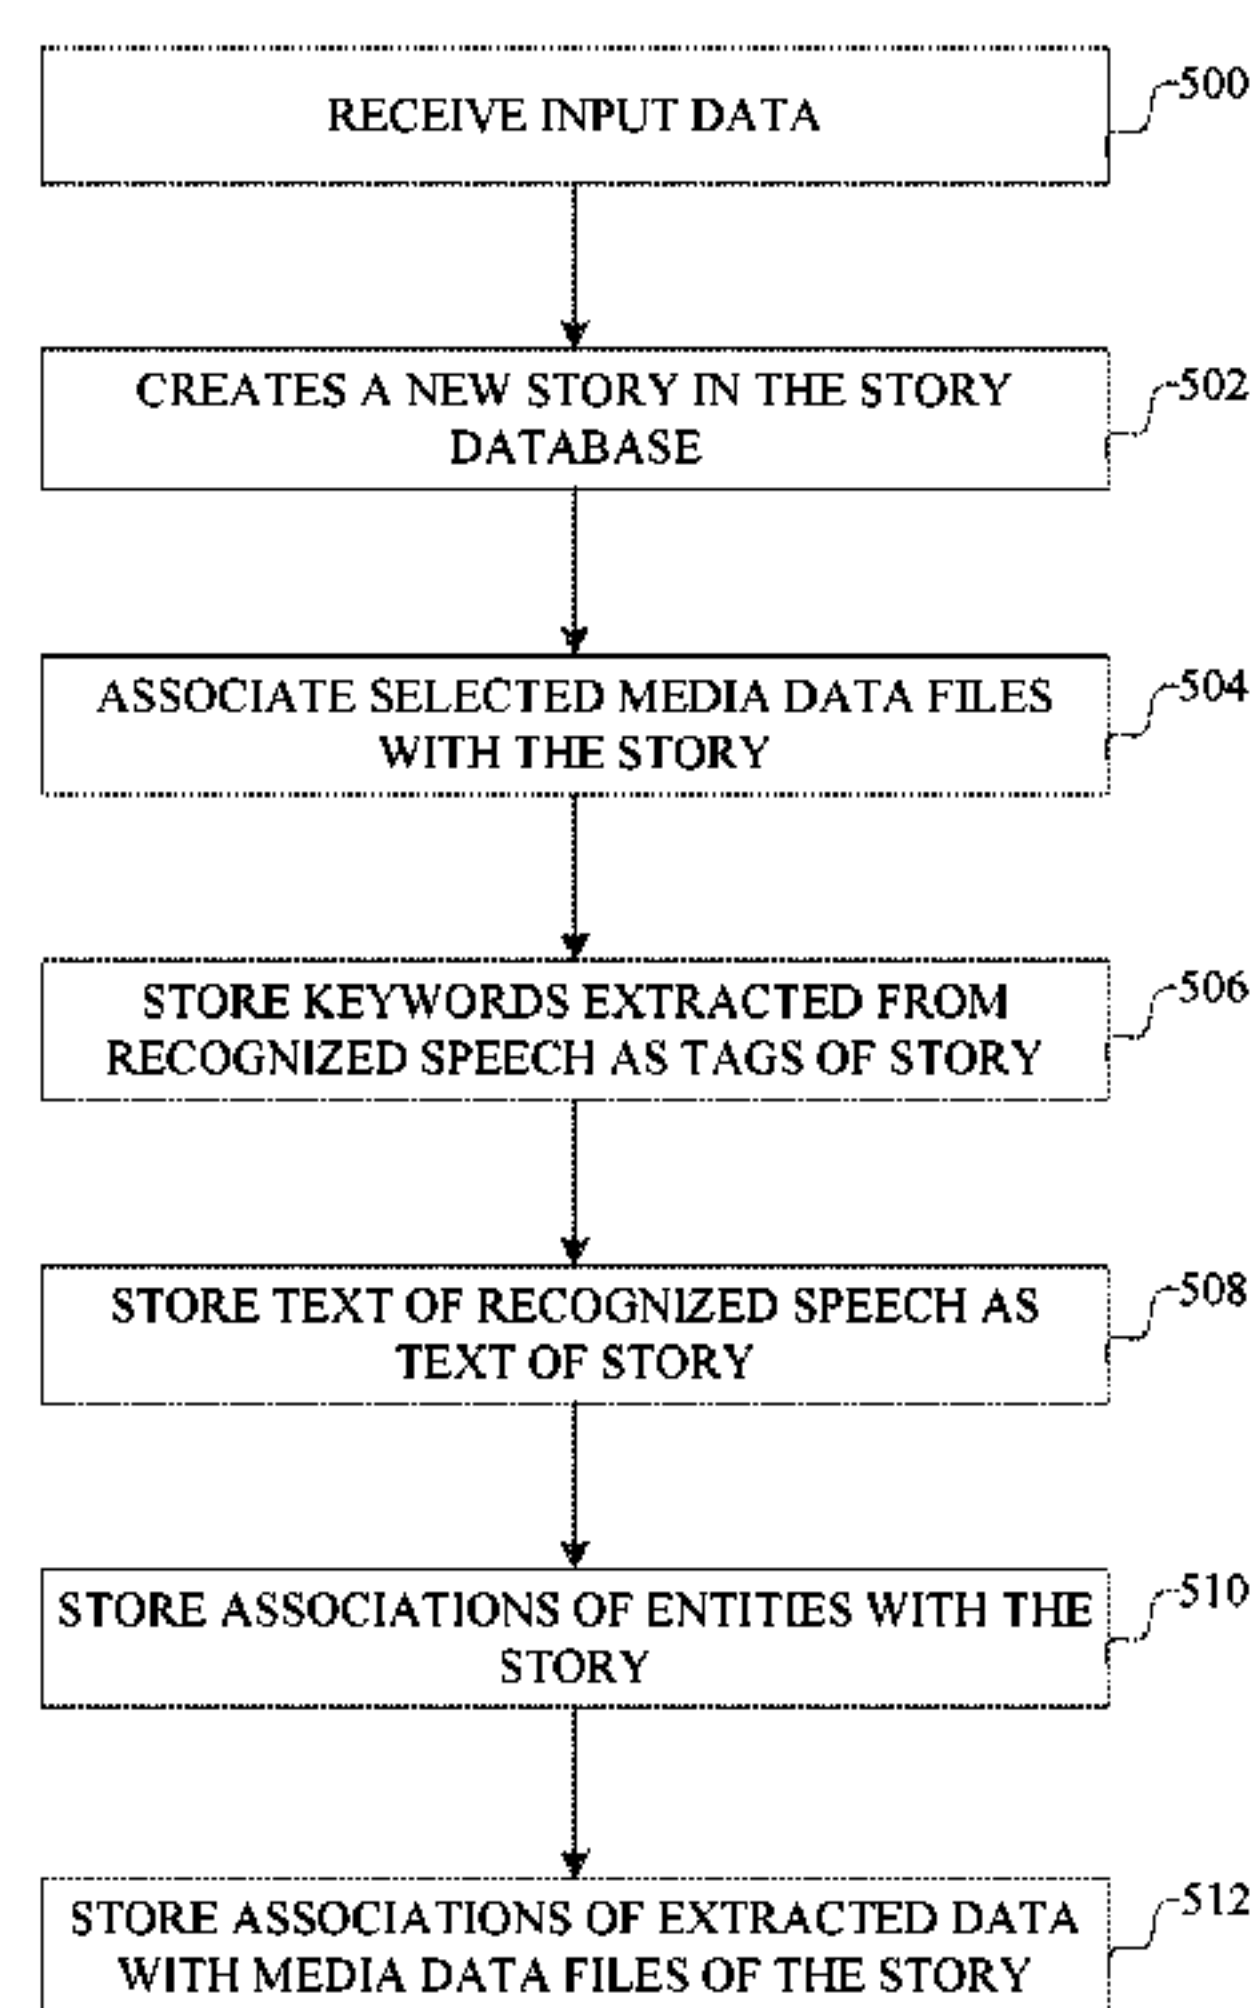 RECEIVE INPUT DATA
500
CREATES A NEW STORY IN THE STORY
DATABASE
502
ASSOCIATE SELECTED MEDIA DATA FILES
WITH THE STORY
504
STORE KEYWORDS EXTRACTED FROM
RECOGNIZED SPEECH AS TAGS OF STORY
506
STORE TEXT OF RECOGNIZED SPEECH AS
TEXT OF STORY
508
STORE ASSOCIATIONS OF ENTITIES WITH THE
STORY
510
STORE ASSOCIATIONS OF EXTRACTED DATA
WITH MEDIA DATA FILES OF THE STORY
512